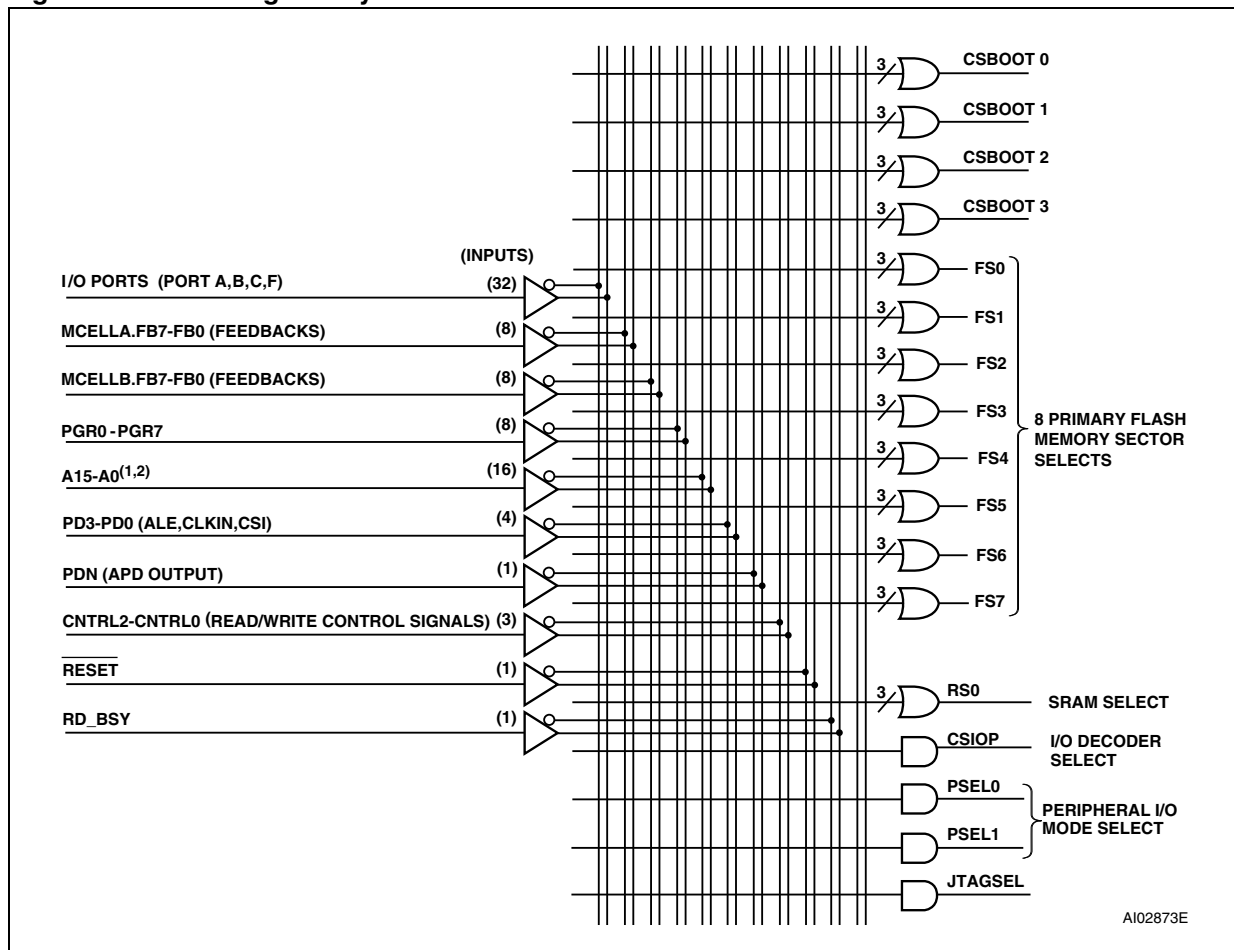 3 CSBOOT 0
3 CSBOOT 1
3 CSBOOT 2
3 CSBOOT 3
(INPUTS)
I/O PORTS (PORT A,B,C,F) (32)
MCELLA.FB7-FB0 (FEEDBACKS) (8)
MCELLB.FB7-FB0 (FEEDBACKS) (8)
PGR0 -PGR7 (8)
A15-A0(1,2) (16)
PD3-PD0 (ALE,CLKIN,CSI) (4)
PDN (APD OUTPUT) (1)
CNTRL2-CNTRL0 (READ/WRITE CONTROL SIGNALS) (3)
RESET (1)
RD_BSY (1)
3 FS0
3 FS1
3 FS2
3 FS3
3 FS4
3 FS5
3 FS6
3 FS7
8 PRIMARY FLASH
MEMORY SECTOR
SELECTS
3 RS0 SRAM SELECT
CSIOP I/O DECODER
SELECT
PSEL0
PSEL1
PERIPHERAL I/O
MODE SELECT
JTAGSEL
AI02873E